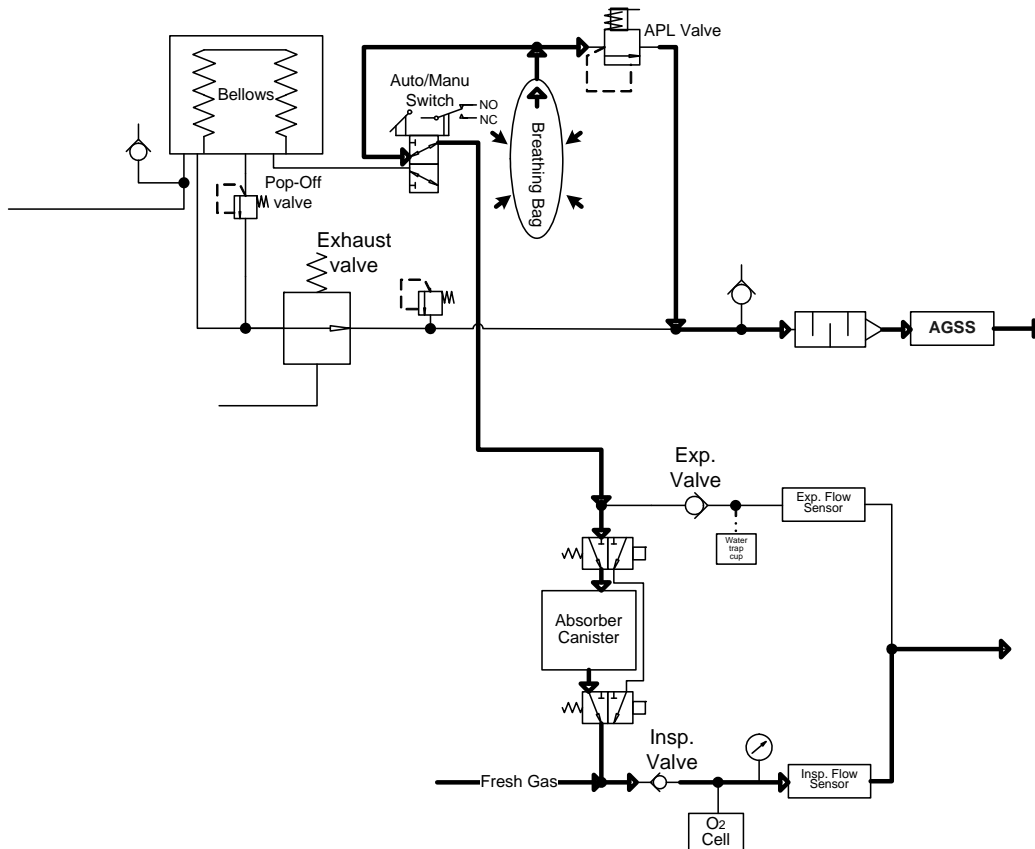 APL Valve
Bellows
Auto/Manu
Switch
NO
NC
Breathing Bag
Pop-Off
valve
Exhaust
valve
AGSS
Exp.
Valve
Exp. Flow
Sensor
Water
trap
cup
Absorber
Canister
Insp.
Valve
Fresh Gas
Insp. Flow
Sensor
O2
Cell